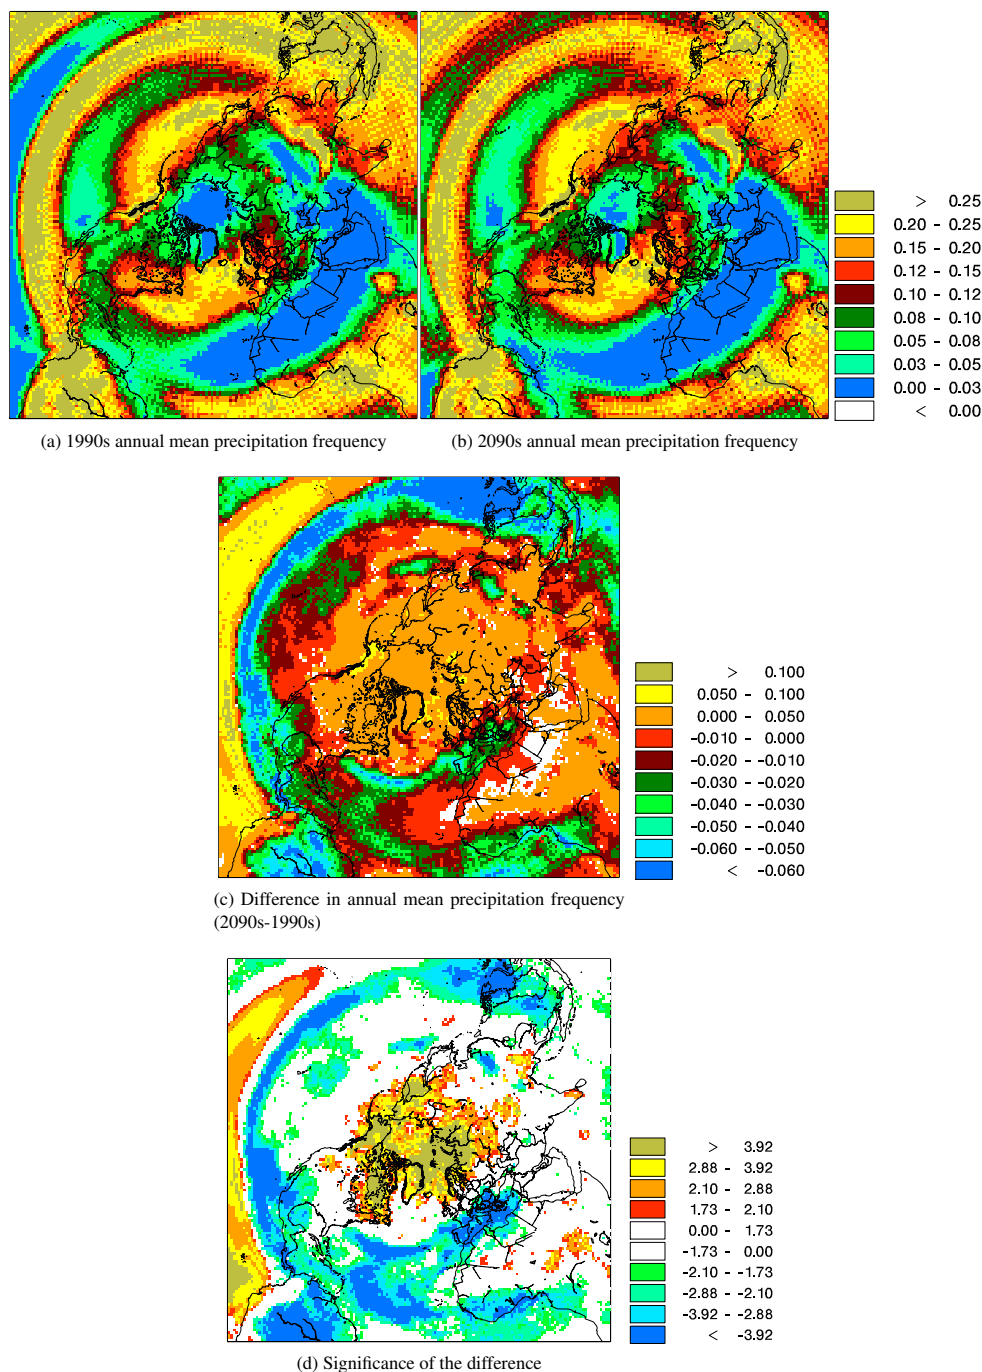 > 0.25
0.20 - 0.25
0.15 - 0.20
0.12 - 0.15
0.10 - 0.12
0.08 - 0.10
0.05 - 0.08
0.03 - 0.05
0.00 - 0.03
< 0.00
(a) 1990s annual mean precipitation frequency
(b) 2090s annual mean precipitation frequency
> 0.100
0.050 - 0.100
0.000 - 0.050
-0.010 - 0.000
-0.020 - -0.010
-0.030 - -0.020
-0.040 - -0.030
-0.050 - -0.040
-0.060 - -0.050
< -0.060
(c) Difference in annual mean precipitation frequency
(2090s-1990s)
> 3.92
2.88 - 3.92
2.10 - 2.88
1.73 - 2.10
0.00 - 1.73
-1.73 - 0.00
-2.10 - -1.73
-2.88 - -2.10
-3.92 - -2.88
< -3.92
(d) Significance of the difference